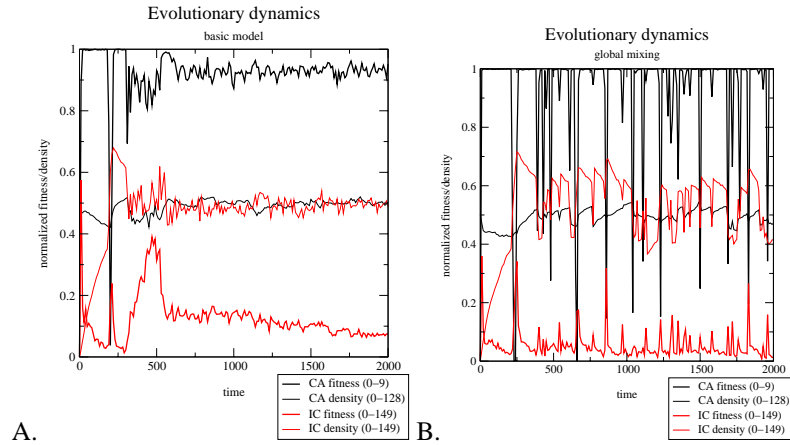 Evolutionary dynamics
basic model
normalized fitness/density
1
0.8
0.6
0.4
0.2
0
0
500
1000
1500
2000
time
CA fitness (0–9)
CA density (0–128)
IC fitness (0–149)
IC density (0–149)
A.
Evolutionary dynamics
global mixing
normalized fitness/density
1
0.8
0.6
0.4
0.2
0
0
500
1000
1500
2000
time
CA fitness (0–9)
CA density (0–128)
IC fitness (0–149)
IC density (0–149)
B.